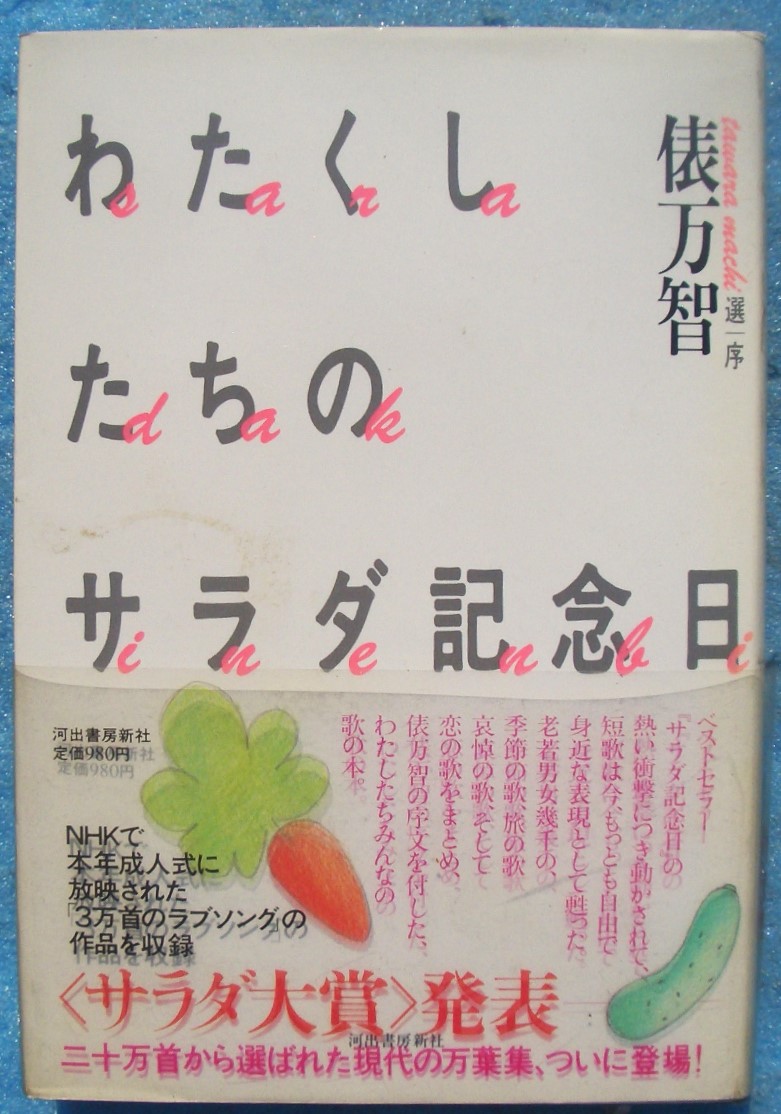 わたくし
sara
たちの
dak
サラダ記念日
inenbi
俵万智
tawara machi
選―序
河出書房新社
定価980円
NHKで
本年成人式に
放映された
「3万首のラブソング」の
作品を収録
ベストセラー
『サラダ記念日』の
熱い衝撃につき動かされて、
短歌は今、もっとも自由で
身近な表現として甦った。
老若男女幾千の、
季節の歌、旅の歌
哀悼の歌、そして
恋の歌をまとめ、
俵万智の序文を付した、
わたしたちみんなの
歌の本。
〈サラダ大賞〉発表
河出書房新社
二十万首から選ばれた現代の万葉集、ついに登場!